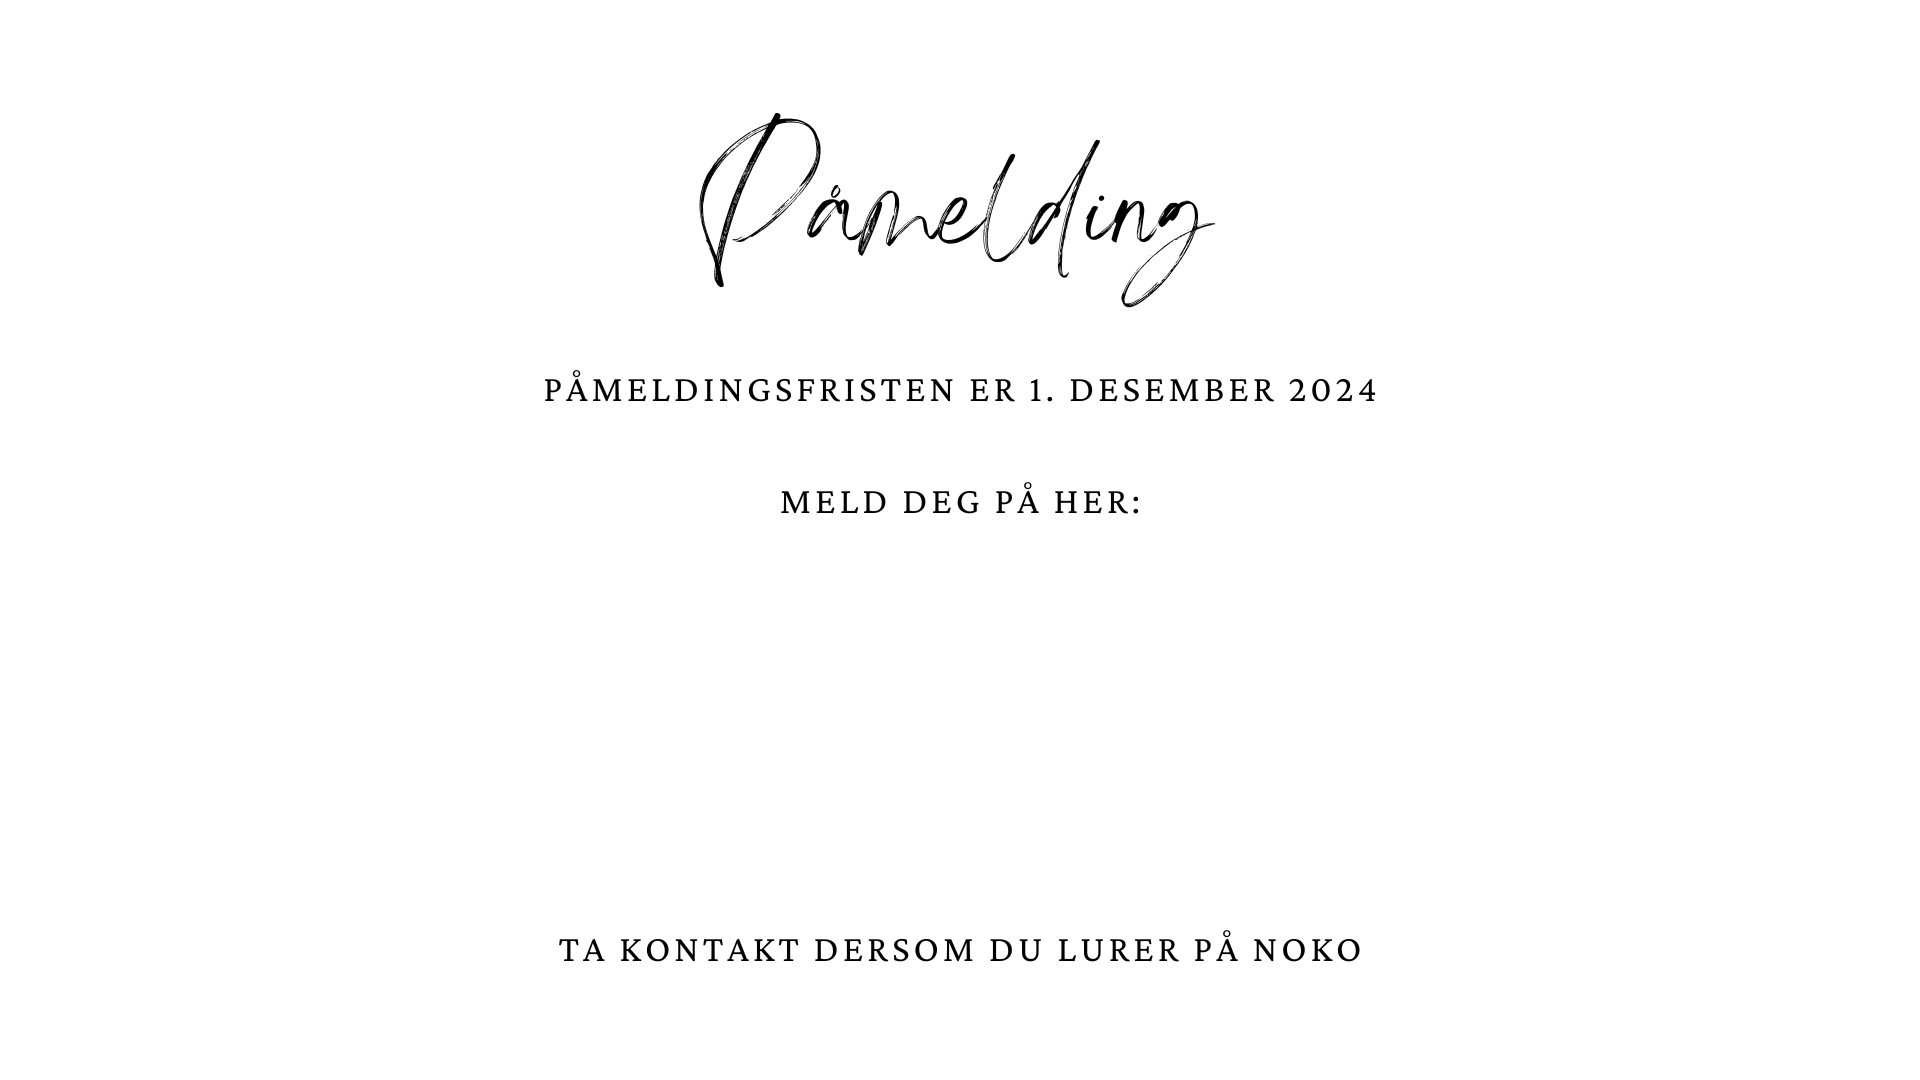 Påmelding
PÅMELDINGSFRISTEN ER 1. DESEMBER 2024
MELD DEG PÅ HER:
TA KONTAKT DERSOM DU LURER PÅ NOKO